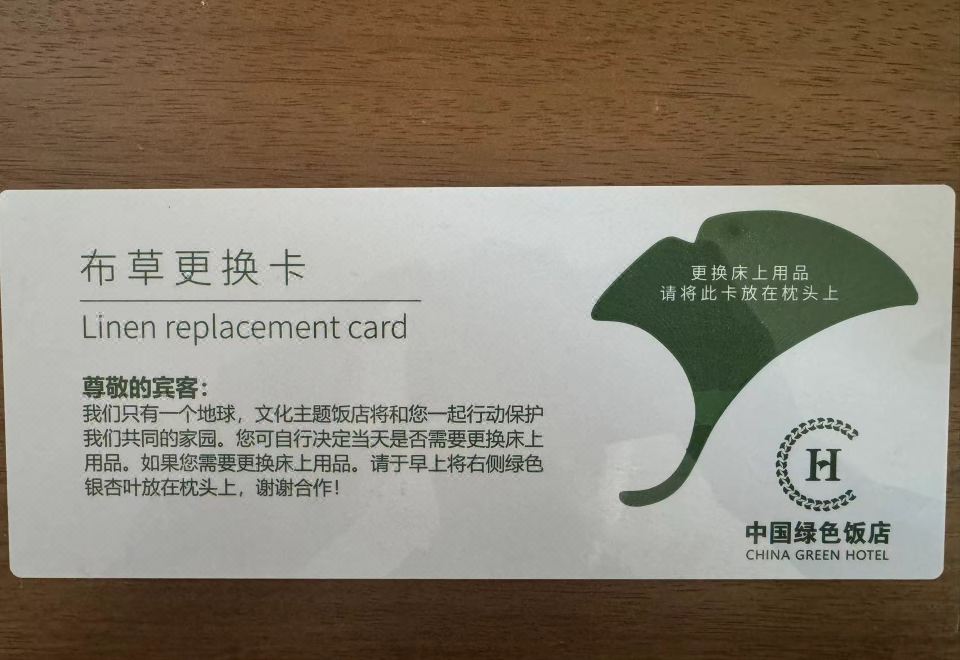 布草更换卡
Linen replacement card
尊敬的宾客：
我们只有一个地球，文化主题饭店将和您一起行动保护
我们共同的家园。您可自行决定当天是否需要更换床上
用品。如果您需要更换床上用品。请于早上将右侧绿色
银杏叶放在枕头上，谢谢合作！
更换床上用品
请将此卡放在枕头上
H
中国绿色饭店
CHINA GREEN HOTEL